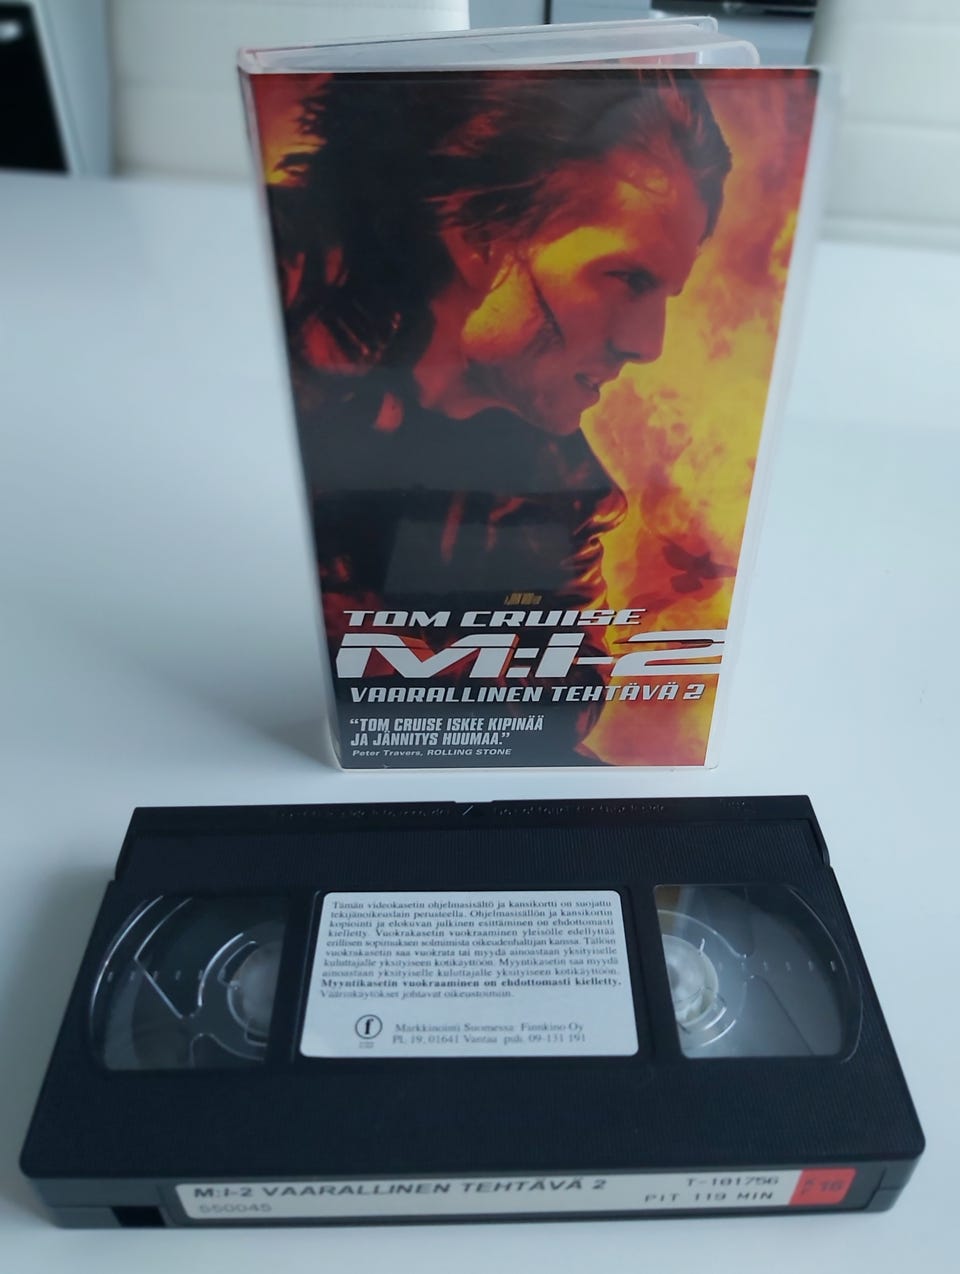 TOM CRUISE
M:I-2
VAARALLINEN TEHTÄVÄ 2
“TOM CRUISE ISKEE KIPINÄÄ
JA JÄNNITYS HUUMAA.”
Peter Travers, ROLLING STONE
Tämän videokasetin ohjelmasisältö ja kansikortti on suojattu
tekijänoikeuslain perusteella. Ohjelmasisällön ja kansikortin
kopiointi ja elokuvan julkinen esittäminen on ehdottomasti
kielletty. Vuokrakasetin vuokraaminen yleisölle edellyttää
erillisen sopimuksen solmimista oikeudenhaltijan kanssa. Tällöin
vuokrakasetin saa vuokrata tai myydä ainoastaan yksityiselle
kuluttajalle yksityiseen kotikäyttöön. Myyntikasetin saa myydä
ainoastaan yksityiselle kuluttajalle yksityiseen kotikäyttöön.
Myyntikasetin vuokraaminen on ehdottomasti kielletty.
Väärinkäytökset johtavat oikeustoimiin.
f
Markkinointi Suomessa: Finnkino Oy
PL 19, 01641 Vantaa puh. 09-131 191
M:I-2 VAARALLINEN TEHTÄVÄ 2
T-101756
550045
PIT 119 MIN
16